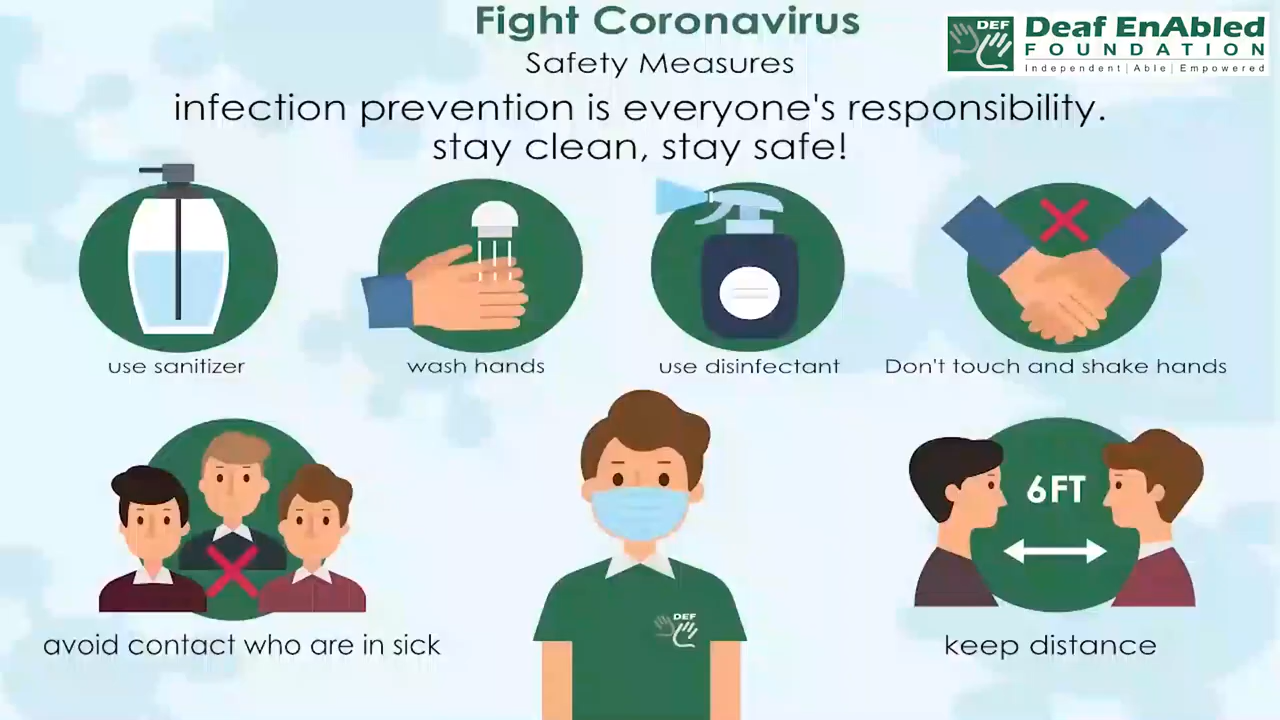 Fight Coronavirus
Safety Measures
DEF
Deaf EnAbled
FOUNDATION
Independent | Able | Empowered
infection prevention is everyone's responsibility.
stay clean, stay safe!
use sanitizer
wash hands
use disinfectant
Don't touch and shake hands
6FT
DEF
avoid contact who are in sick
keep distance